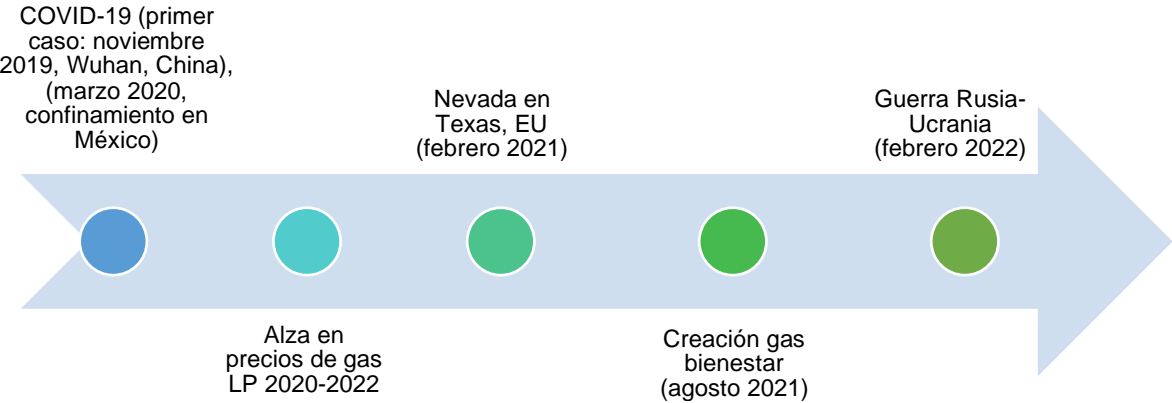 COVID-19 (primer
caso: noviembre
2019, Wuhan, China),
(marzo 2020,
confinamiento en
México)
Alza en
precios de gas
LP 2020-2022
Nevada en
Texas, EU
(febrero 2021)
Creación gas
bienestar
(agosto 2021)
Guerra Rusia-
Ucrania
(febrero 2022)